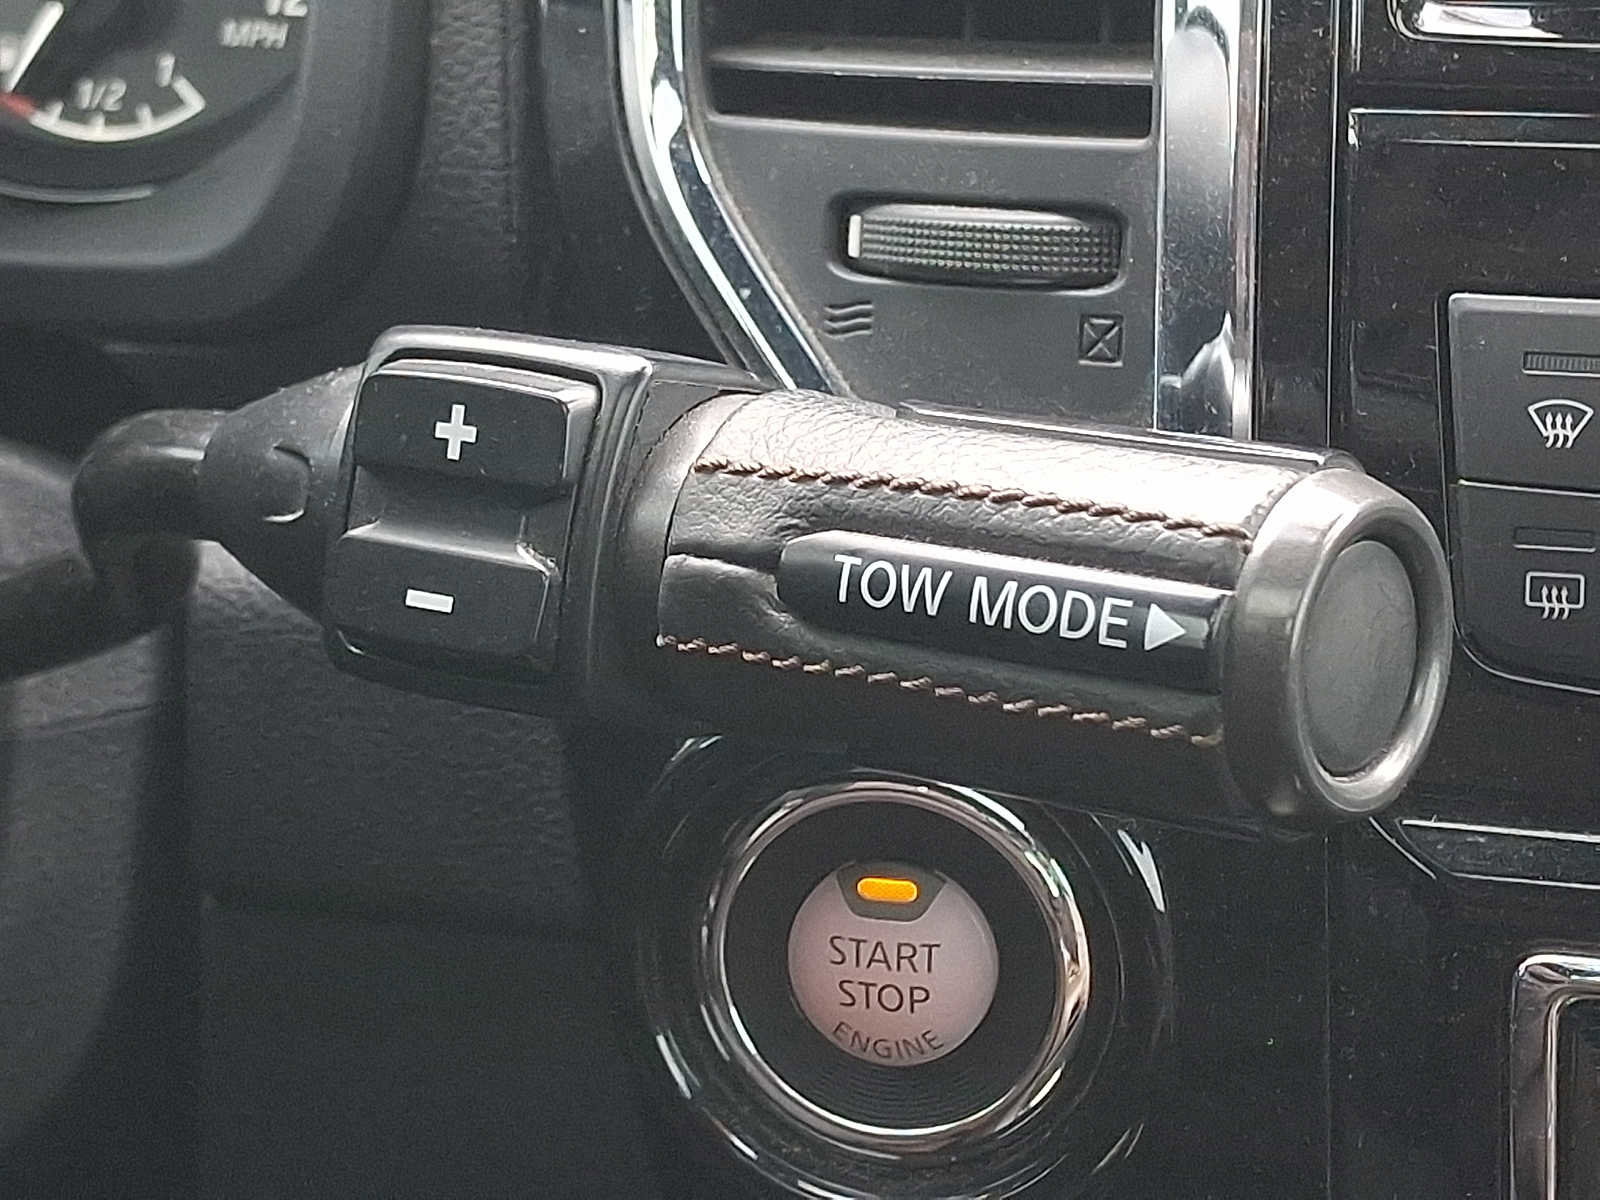 MPH
1/2
1
+
-
TOW MODE
START
STOP
ENGINE